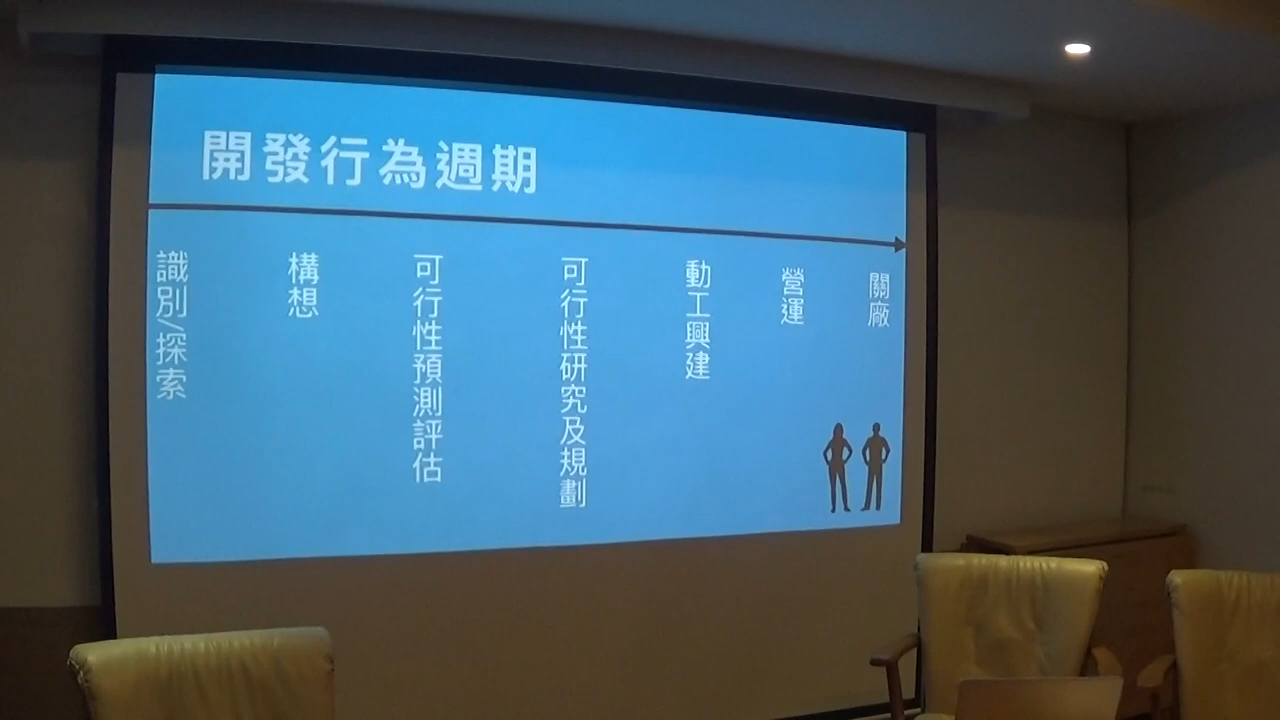 開發行為週期
識別/探索
構想
可行性預測評估
可行性研究及規劃
動工興建
營運
關廠